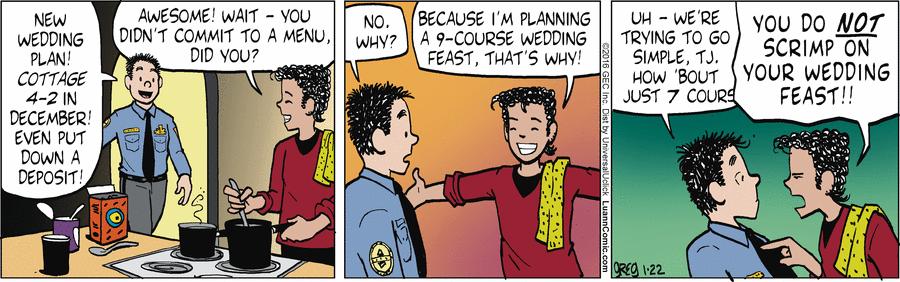 NEW
WEDDING
PLAN!
COTTAGE
4-2 IN
DECEMBER!
EVEN PUT
DOWN A
DEPOSIT!
AWESOME! WAIT - YOU
DIDN'T COMMIT TO A MENU,
DID YOU?
NO.
WHY?
BECAUSE I'M PLANNING
A 9-COURSE WEDDING
FEAST, THAT'S WHY!
©2016 GEC Inc. Dist by UniversalUclick LuannComic.com
UH - WE'RE
TRYING TO GO
SIMPLE, TJ.
HOW 'BOUT
JUST 7 COURS
YOU DO NOT
SCRIMP ON
YOUR WEDDING
FEAST!!
GREG 1·22